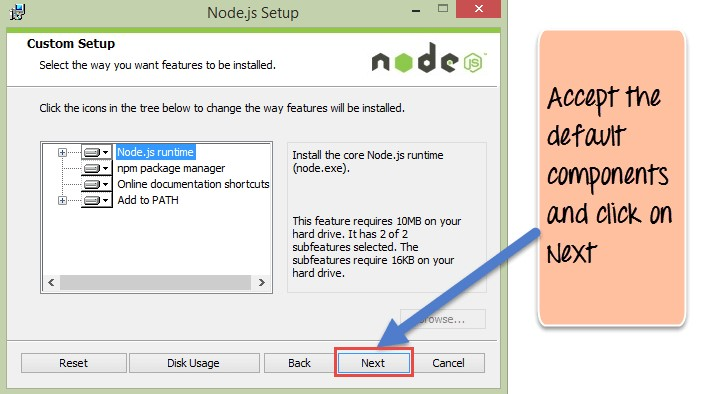 Node.js Setup
Custom Setup
Select the way you want features to be installed.
node
JS
Click the icons in the tree below to change the way features will be installed.
Node.js runtime
npm package manager
Online documentation shortcuts
Add to PATH
Install the core Node.js runtime
(node.exe).
This feature requires 10MB on your
hard drive. It has 2 of 2
subfeatures selected. The
subfeatures require 16KB on your
hard drive.
Browse...
Reset
Disk Usage
Back
Next
Cancel
Accept the
default
components
and click on
Next